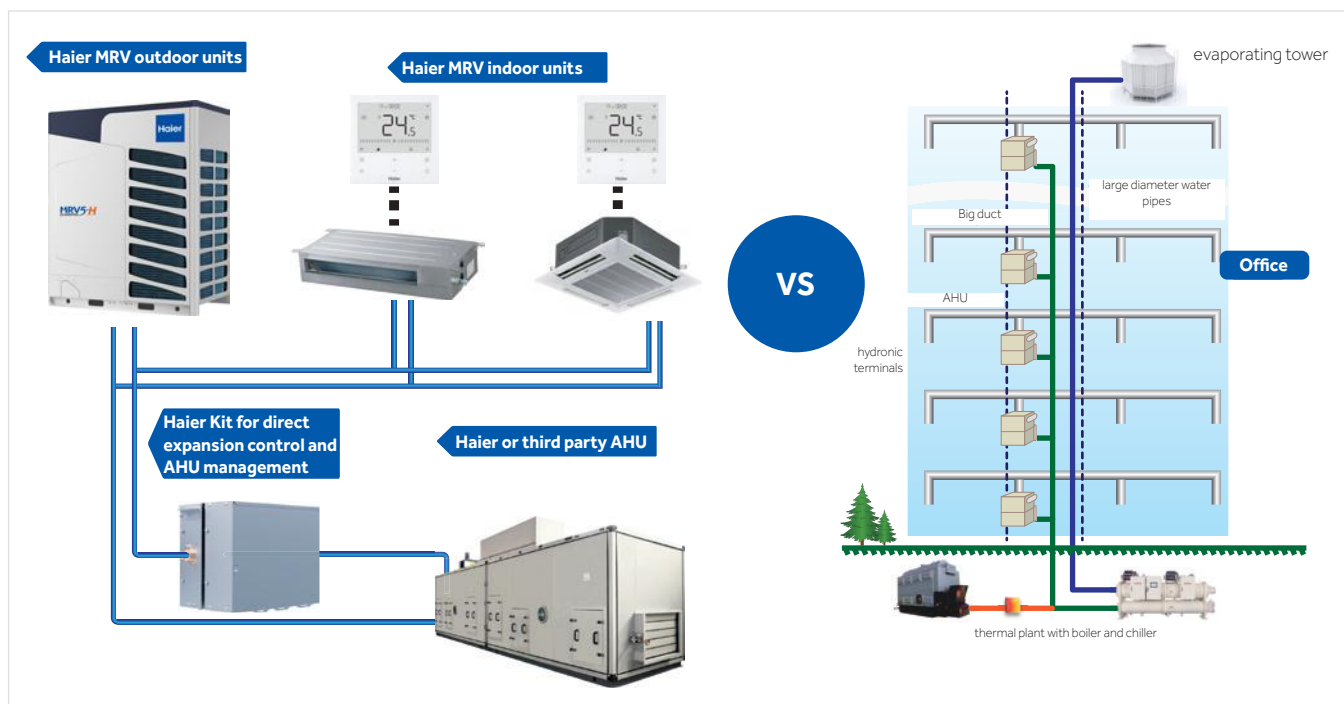 Haier MRV outdoor units
Haier MRV indoor units
Haier
MRV5-H
24.5
°C
Haier
24.5
°C
Haier
Haier Kit for direct
expansion control and
AHU management
Haier or third party AHU
VS
evaporating tower
large diameter water
pipes
Big duct
Office
AHU
hydronic
terminals
thermal plant with boiler and chiller